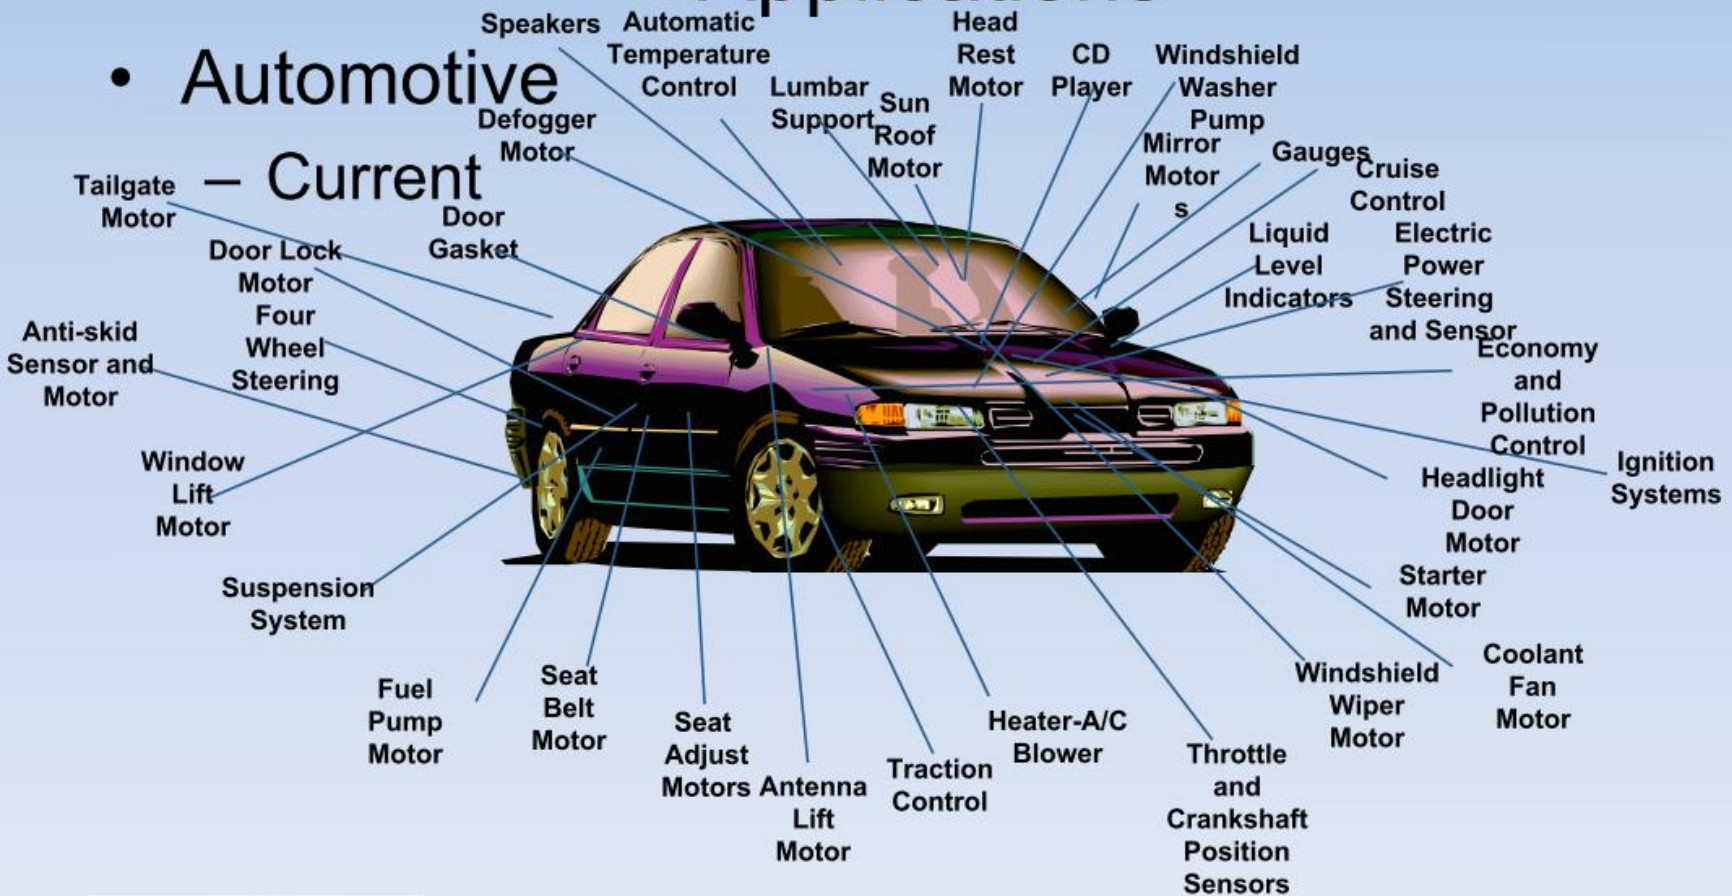 Applications
• Automotive
– Current
Speakers
Automatic
Temperature
Control
Lumbar
Support
Sun
Roof
Motor
Head
Rest
Motor
CD
Player
Windshield
Washer
Pump
Mirror
Motor
s
Gauges
Cruise
Control
Liquid
Level
Indicators
Electric
Power
Steering
and Sensor
Economy
and
Pollution
Control
Ignition
Systems
Headlight
Door
Motor
Starter
Motor
Coolant
Fan
Motor
Windshield
Wiper
Motor
Throttle
and
Crankshaft
Position
Sensors
Heater-A/C
Blower
Traction
Control
Antenna
Lift
Motor
Seat
Adjust
Motors
Seat
Belt
Motor
Fuel
Pump
Motor
Suspension
System
Window
Lift
Motor
Anti-skid
Sensor and
Motor
Four
Wheel
Steering
Door Lock
Motor
Tailgate
Motor
Door
Gasket
Defogger
Motor